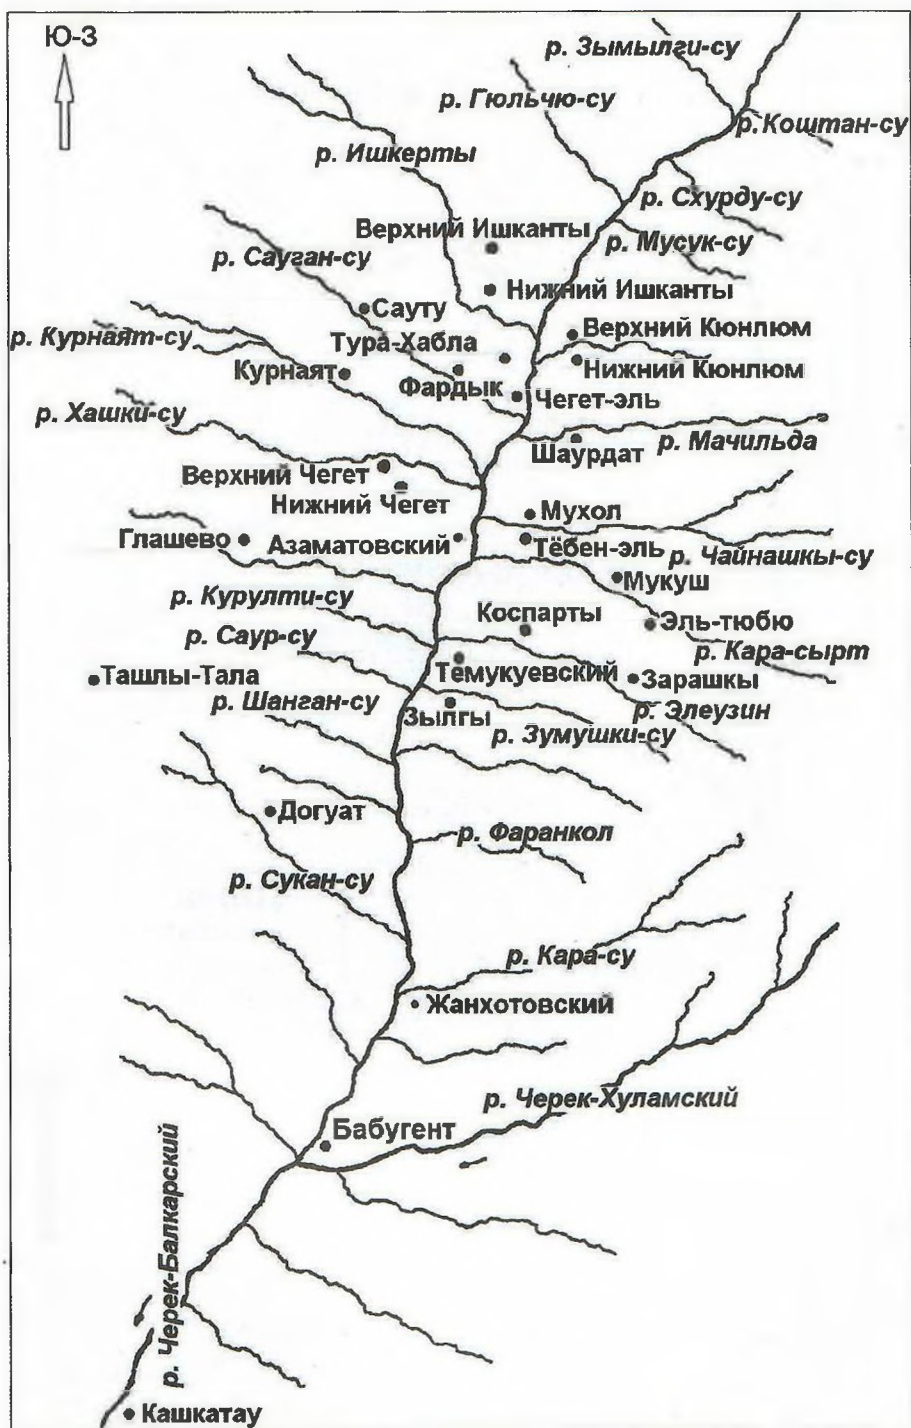 Ю-З
р. Зымылги-су
р. Гюльчю-су
р. Коштан-су
р. Ишкерты
р. Схурду-су
Верхний Ишканты
р. Мусук-су
р. Сауган-су
Нижний Ишканты
Сауту
Верхний Кюнлюм
р. Курнаят-су
Тура-Хабла
Курнаят
Фардык
Нижний Кюнлюм
Чегет-эль
р. Хашки-су
р. Мачильда
Шаурдат
Верхний Чегет
Нижний Чегет
Мухол
Глашево
Азаматовский
Тёбен-эль
р. Чайнашкы-су
Мукуш
р. Курулти-су
Коспарты
Эль-тюбю
р. Саур-су
р. Кара-сырт
Ташлы-Тала
Темукуевский
Зарашкы
р. Шанган-су
Зылгы
р. Элеузин
р. Зумушки-су
Догуат
р. Фаранкол
р. Сукан-су
р. Кара-су
Жанхотовский
р. Черек-Хуламский
Бабугент
р. Черек-Балкарский
Кашкатау